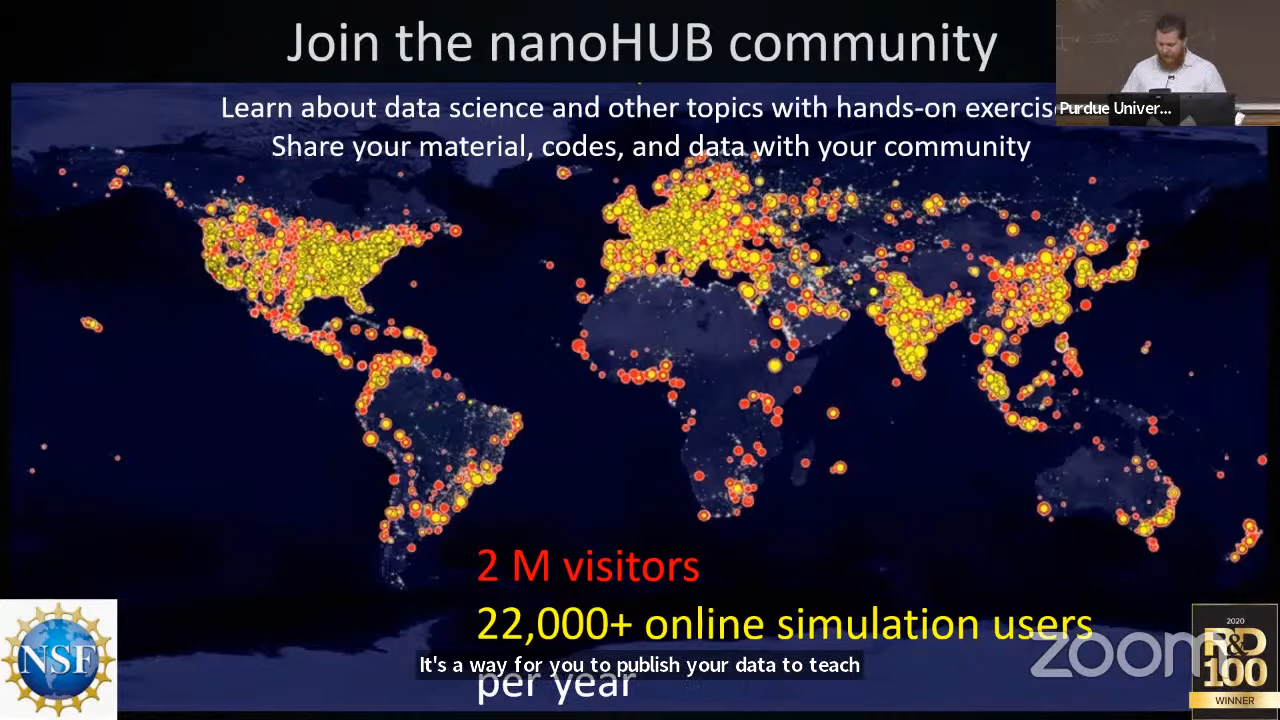 Join the nanoHUB community
Learn about data science and other topics with hands-on exercis
Purdue Univer...
Share your material, codes, and data with your community
2 M visitors
22,000+ online simulation users
It's a way for you to publish your data to teach
per year
NSF
zoom
2020
R&D
100
WINNER